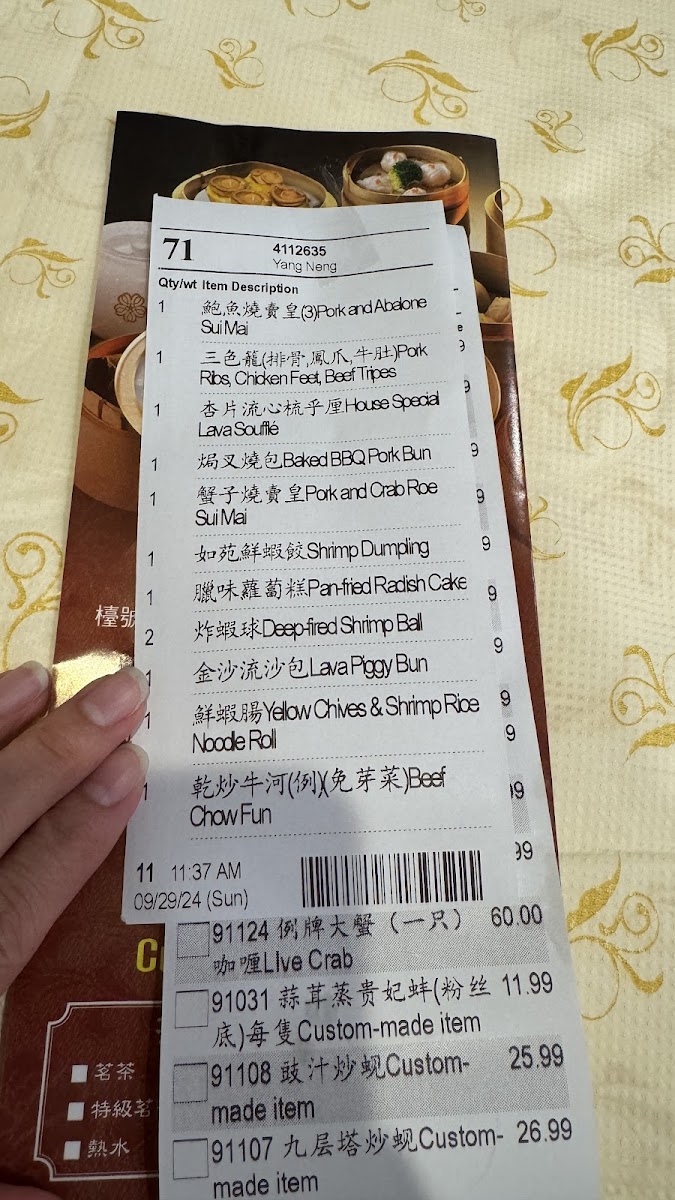 71
4112635
Yang Neng
Qty/wt Item Description
1 鮑魚燒賣皇(3)Pork and Abalone
Sui Mai
1 三色籠(排骨,鳳爪,牛肚)Pork
Ribs, Chicken Feet, Beef Tripes
1 杏片流心梳乎厘House Special
Lava Soufflé
1 焗叉燒包Baked BBQ Pork Bun
1 蟹子燒賣皇Pork and Crab Roe
Sui Mai
1 如苑鮮蝦餃Shrimp Dumpling
1 臘味蘿蔔糕Pan-fried Radish Cake
2 炸蝦球Deep-fired Shrimp Ball
1 金沙流沙包Lava Piggy Bun
1 鮮蝦腸Yellow Chives & Shrimp Rice
Noodle Roll
1 乾炒牛河(例)(免芽菜)Beef
Chow Fun
11 11:37 AM
09/29/24 (Sun)
檯號
91124 例牌大蟹（一只） 60.00
咖喱LIve Crab
91031 蒜茸蒸贵妃蚌(粉丝 11.99
底)每隻Custom-made item
91108 豉汁炒蚬Custom- 25.99
made item
91107 九层塔炒蚬Custom- 26.99
made item
茗茶
特級茗
熱水